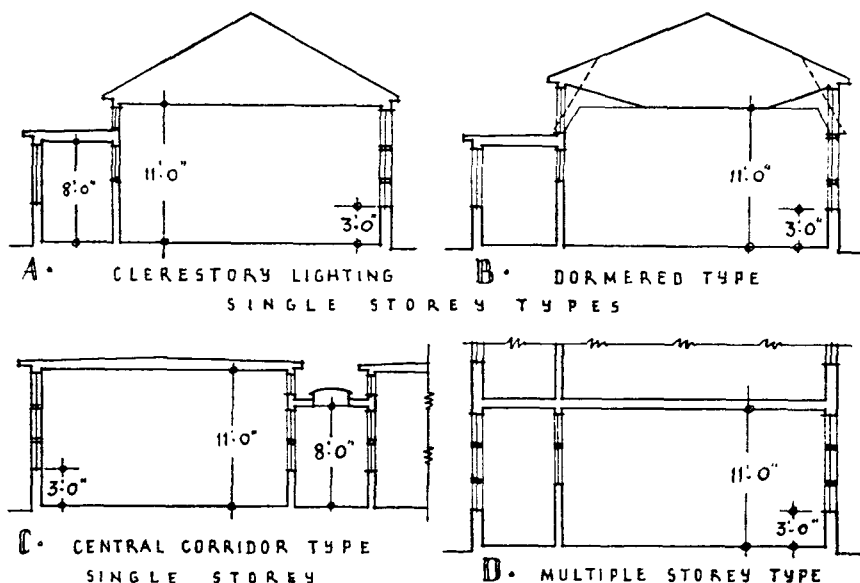 8'.0"
11'.0"
3'.0"
A. CLERESTORY LIGHTING
11'.0"
3'.0"
B. DORMERED TYPE
SINGLE STOREY TYPES
3'.0"
11'.0"
8'.0"
C. CENTRAL CORRIDOR TYPE
SINGLE STOREY
11'.0"
3'.0"
D. MULTIPLE STOREY TYPE